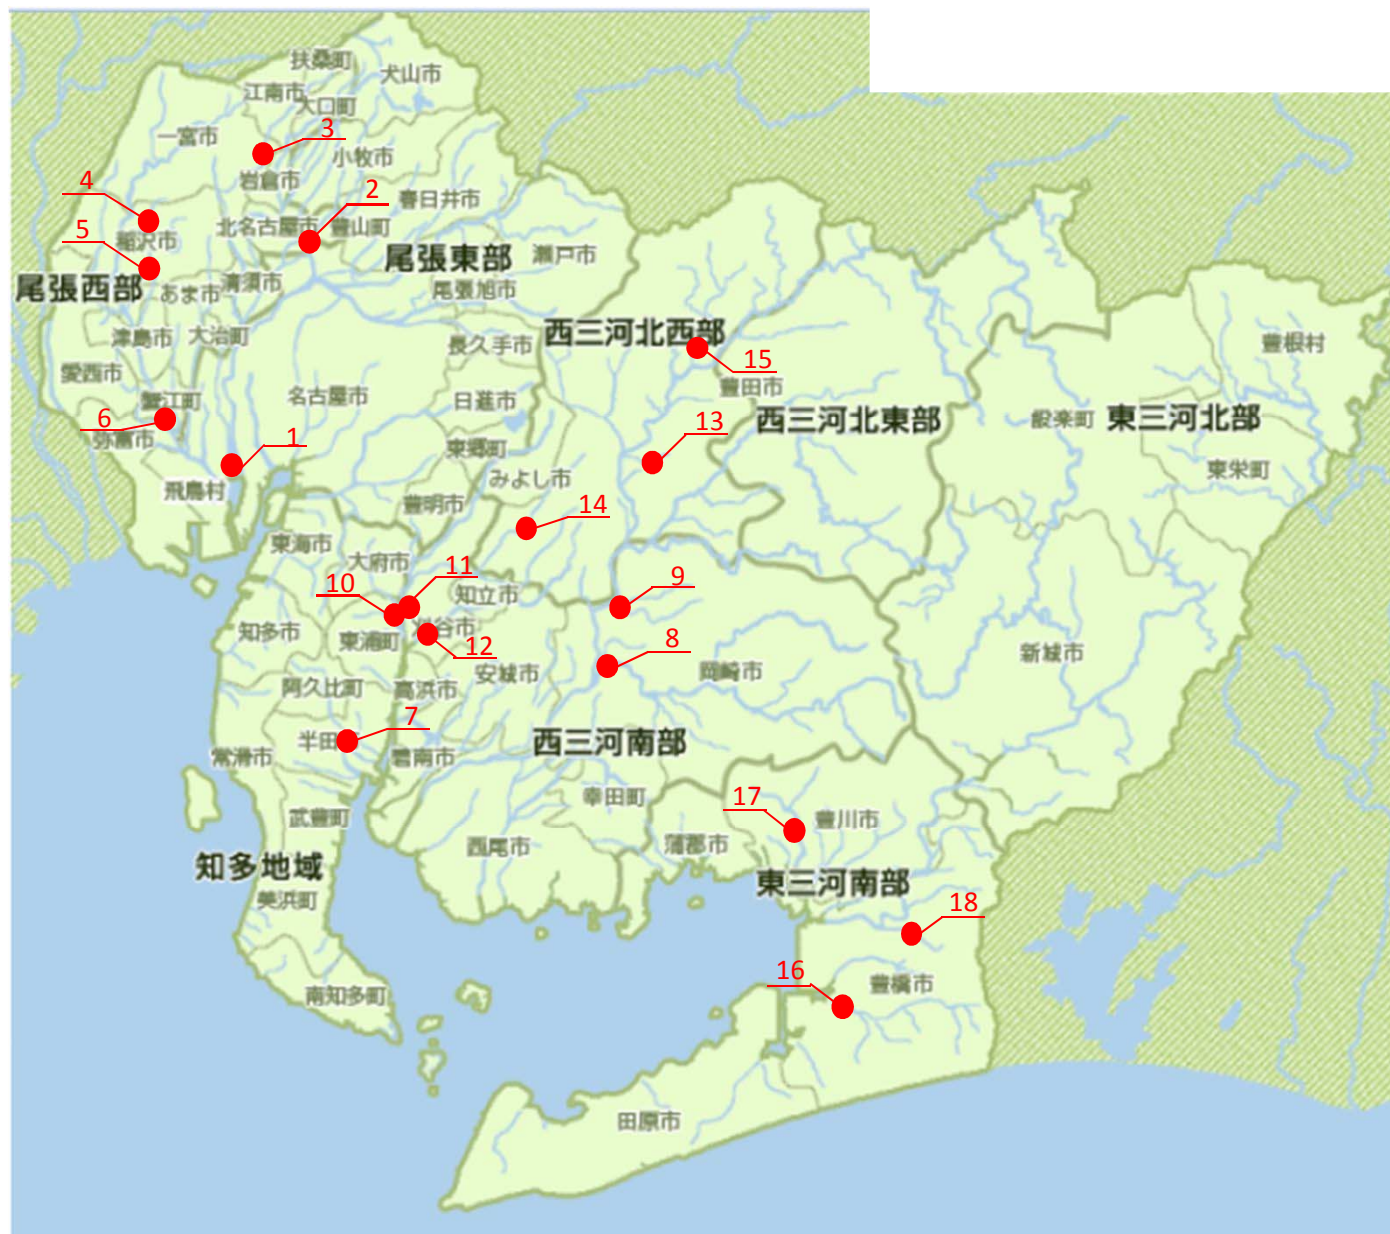 扶桑町
犬山市
江南市
大口町
一宮市
3
小牧市
岩倉市
4
2
春日井市
北名古屋市
豊山町
5
稲沢市
尾張東部
瀬戸市
尾張西部
あま市
清須市
尾張旭市
津島市
大治町
長久手市
西三河北西部
15
豊根村
愛西市
豊田市
蟹江町
名古屋市
日進市
6
13
西三河北東部
設楽町
東三河北部
弥富市
1
東郷町
東栄町
飛島村
みよし市
豊明市
14
東海市
大府市
11
10
知立市
9
知多市
東浦町
刈谷市
12
8
安城市
岡崎市
新城市
阿久比町
高浜市
7
半田
西三河南部
常滑市
碧南市
幸田町
17
武豊町
豊川市
西尾市
蒲郡市
知多地域
東三河南部
美浜町
18
16
豊橋市
南知多町
田原市